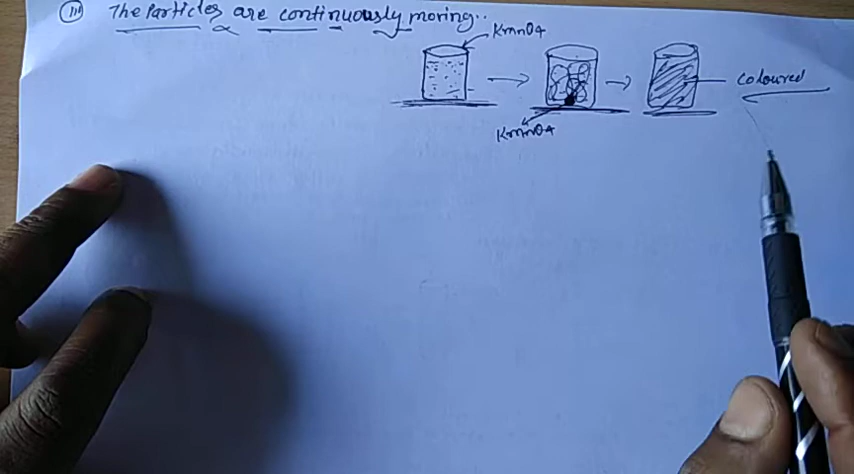 (iii) The Particles are continuously moving..
KmnO4
coloured
KmnO4